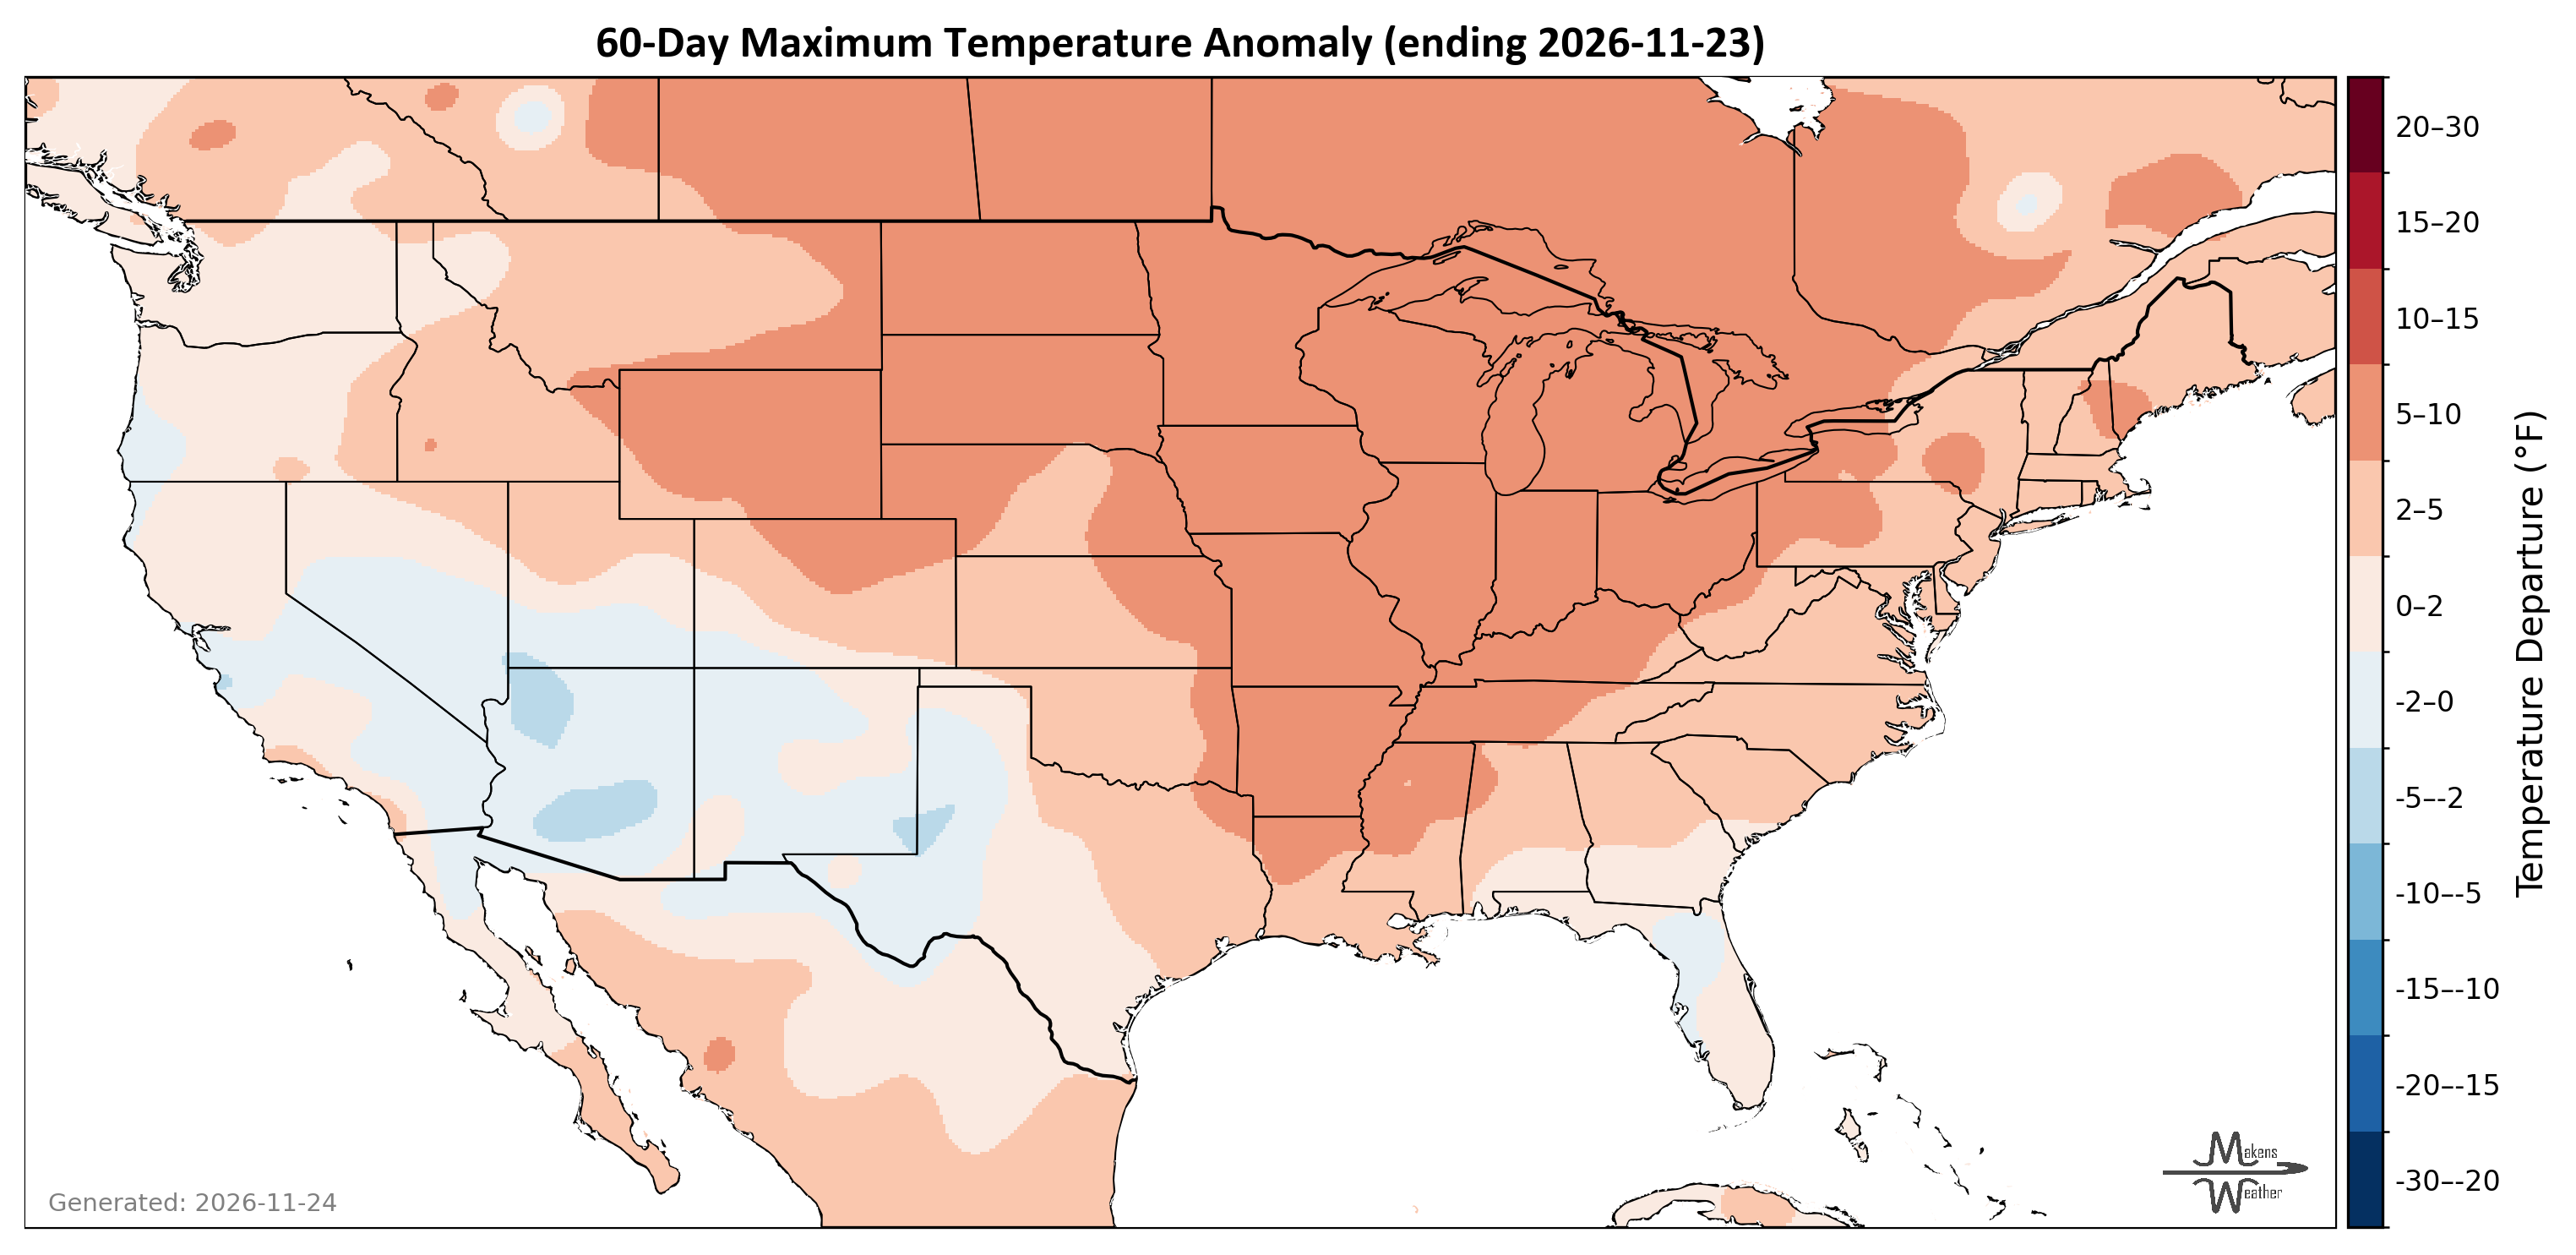 60-Day Maximum Temperature Anomaly (ending 2026-11-23)
20–30
15–20
10–15
5–10
2–5
0–2
-2–0
-5–-2
-10–-5
-15–-10
-20–-15
-30–-20
Temperature Departure (°F)
Generated: 2026-11-24
Makens
Weather